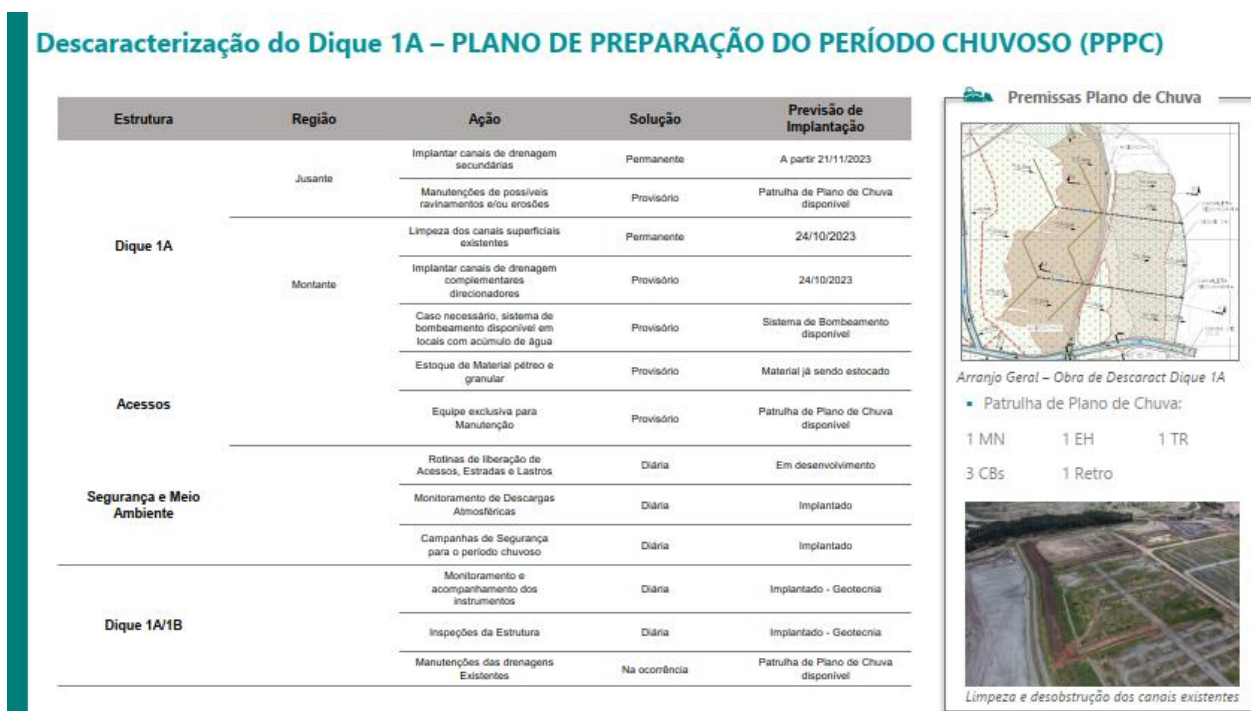 Descaracterização do Dique 1A – PLANO DE PREPARAÇÃO DO PERÍODO CHUVOSO (PPPC)
Estrutura Região Ação Solução Previsão de
Implantação
Dique 1A
Jusante
Implantar canais de drenagem
secundárias
Permanente
A partir 21/11/2023
Manutenções de possíveis
ravinamentos e/ou erosões
Provisório
Patrulha de Plano de Chuva
disponível
Montante
Limpeza dos canais superficiais
existentes
Permanente
24/10/2023
Implantar canais de drenagem
complementares
direcionadores
Provisório
24/10/2023
Caso necessário, sistema de
bombeamento disponível em
locais com acúmulo de água
Provisório
Sistema de Bombeamento
disponível
Acessos
Estoque de Material pétreo e
granular
Provisório
Material já sendo estocado
Equipe exclusiva para
Manutenção
Provisório
Patrulha de Plano de Chuva
disponível
Segurança e Meio
Ambiente
Rotinas de liberação de
Acessos, Estradas e Lastros
Diária
Em desenvolvimento
Monitoramento de Descargas
Atmosféricas
Diária
Implantado
Campanhas de Segurança
para o período chuvoso
Diária
Implantado
Dique 1A/1B
Monitoramento e
acompanhamento dos
instrumentos
Diária
Implantado - Geotecnia
Inspeções da Estrutura
Diária
Implantado - Geotecnia
Manutenções das drenagens
Existentes
Na ocorrência
Patrulha de Plano de Chuva
disponível
Premissas Plano de Chuva
Arranjo Geral – Obra de Descaract Dique 1A
▪ Patrulha de Plano de Chuva:
1 MN 1 EH 1 TR
3 CBs 1 Retro
Limpeza e desobstrução dos canais existentes